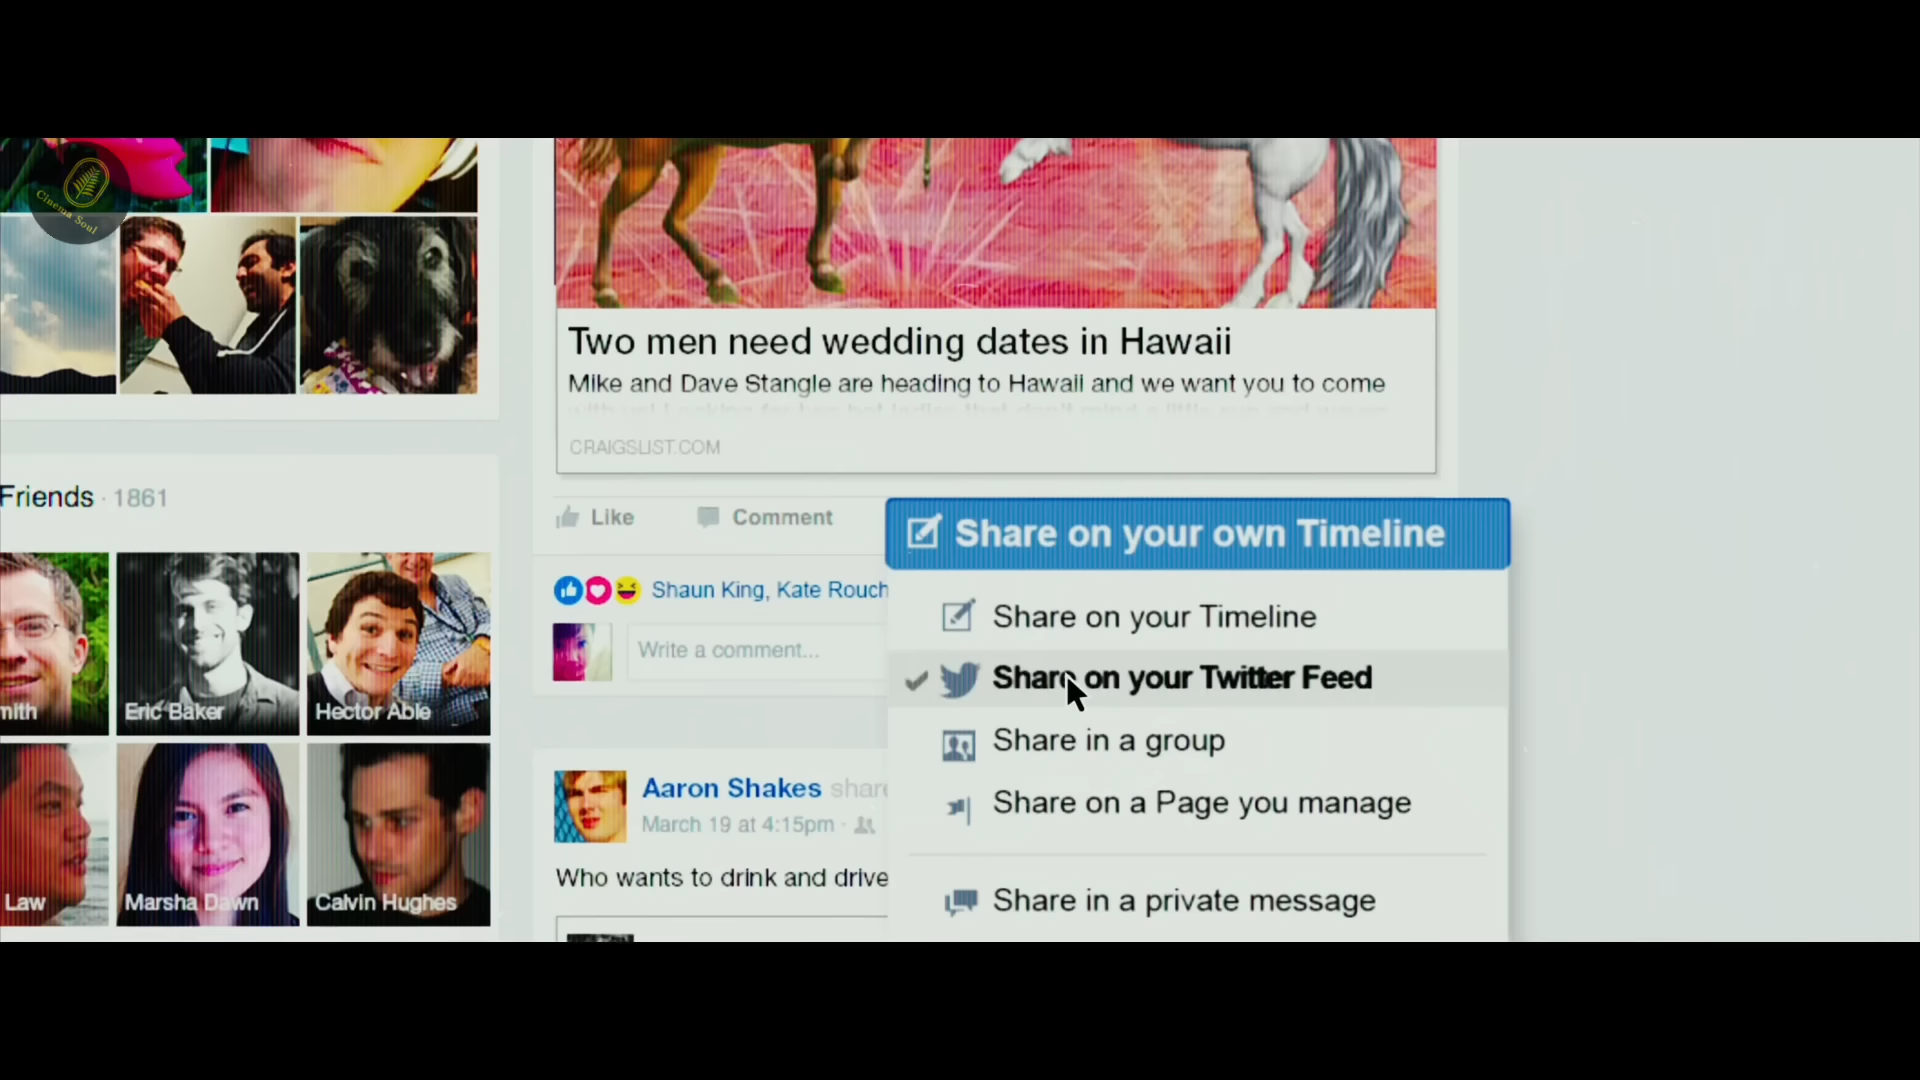 Cinema Soul
Two men need wedding dates in Hawaii
Mike and Dave Stangle are heading to Hawaii and we want you to come
CRAIGSLIST.COM
Friends · 1861
Like
Comment
Share on your own Timeline
Shaun King, Kate Rouch
Share on your Timeline
Write a comment...
Share on your Twitter Feed
mith
Eric Baker
Hector Able
Share in a group
Aaron Shakes share
Share on a Page you manage
March 19 at 4:15pm ·
Who wants to drink and drive
Law
Marsha Dawn
Calvin Hughes
Share in a private message